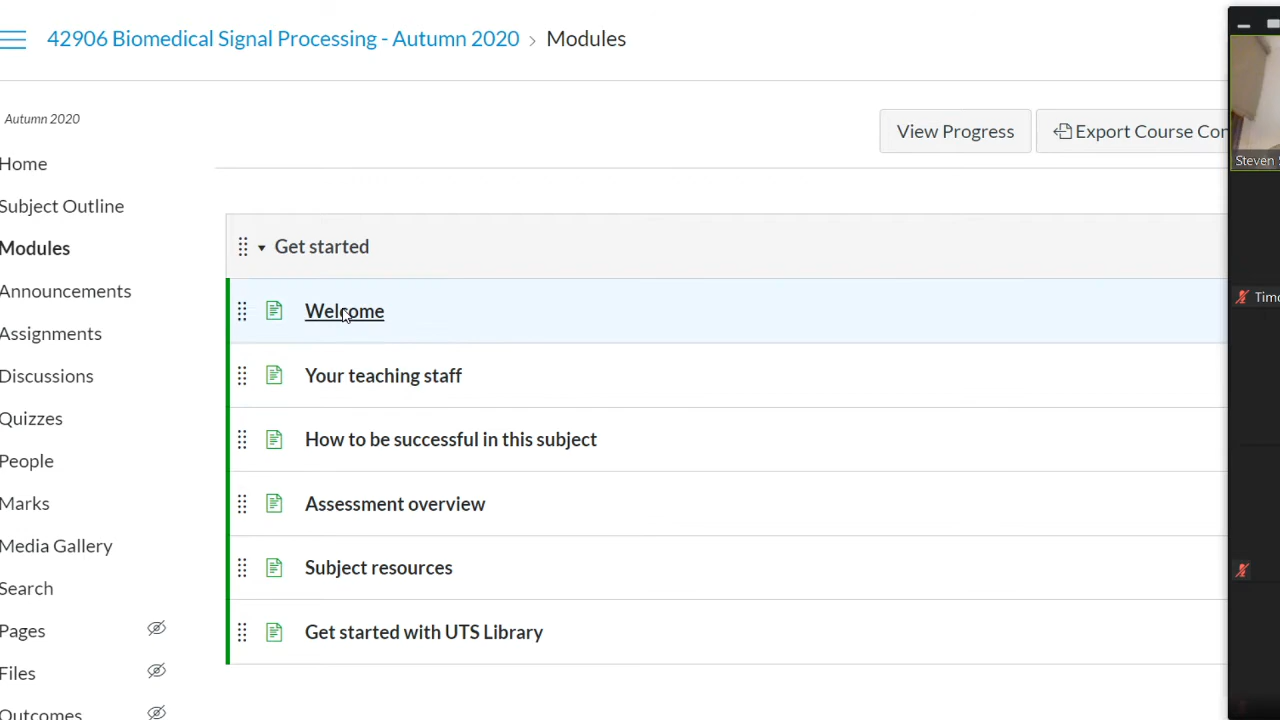 42906 Biomedical Signal Processing - Autumn 2020 › Modules
Autumn 2020
View Progress
Export Course Con
Home
Subject Outline
Modules
Announcements
Assignments
Discussions
Quizzes
People
Marks
Media Gallery
Search
Pages
Files
Outcomes
Get started
Welcome
Your teaching staff
How to be successful in this subject
Assessment overview
Subject resources
Get started with UTS Library
Steven
Timo